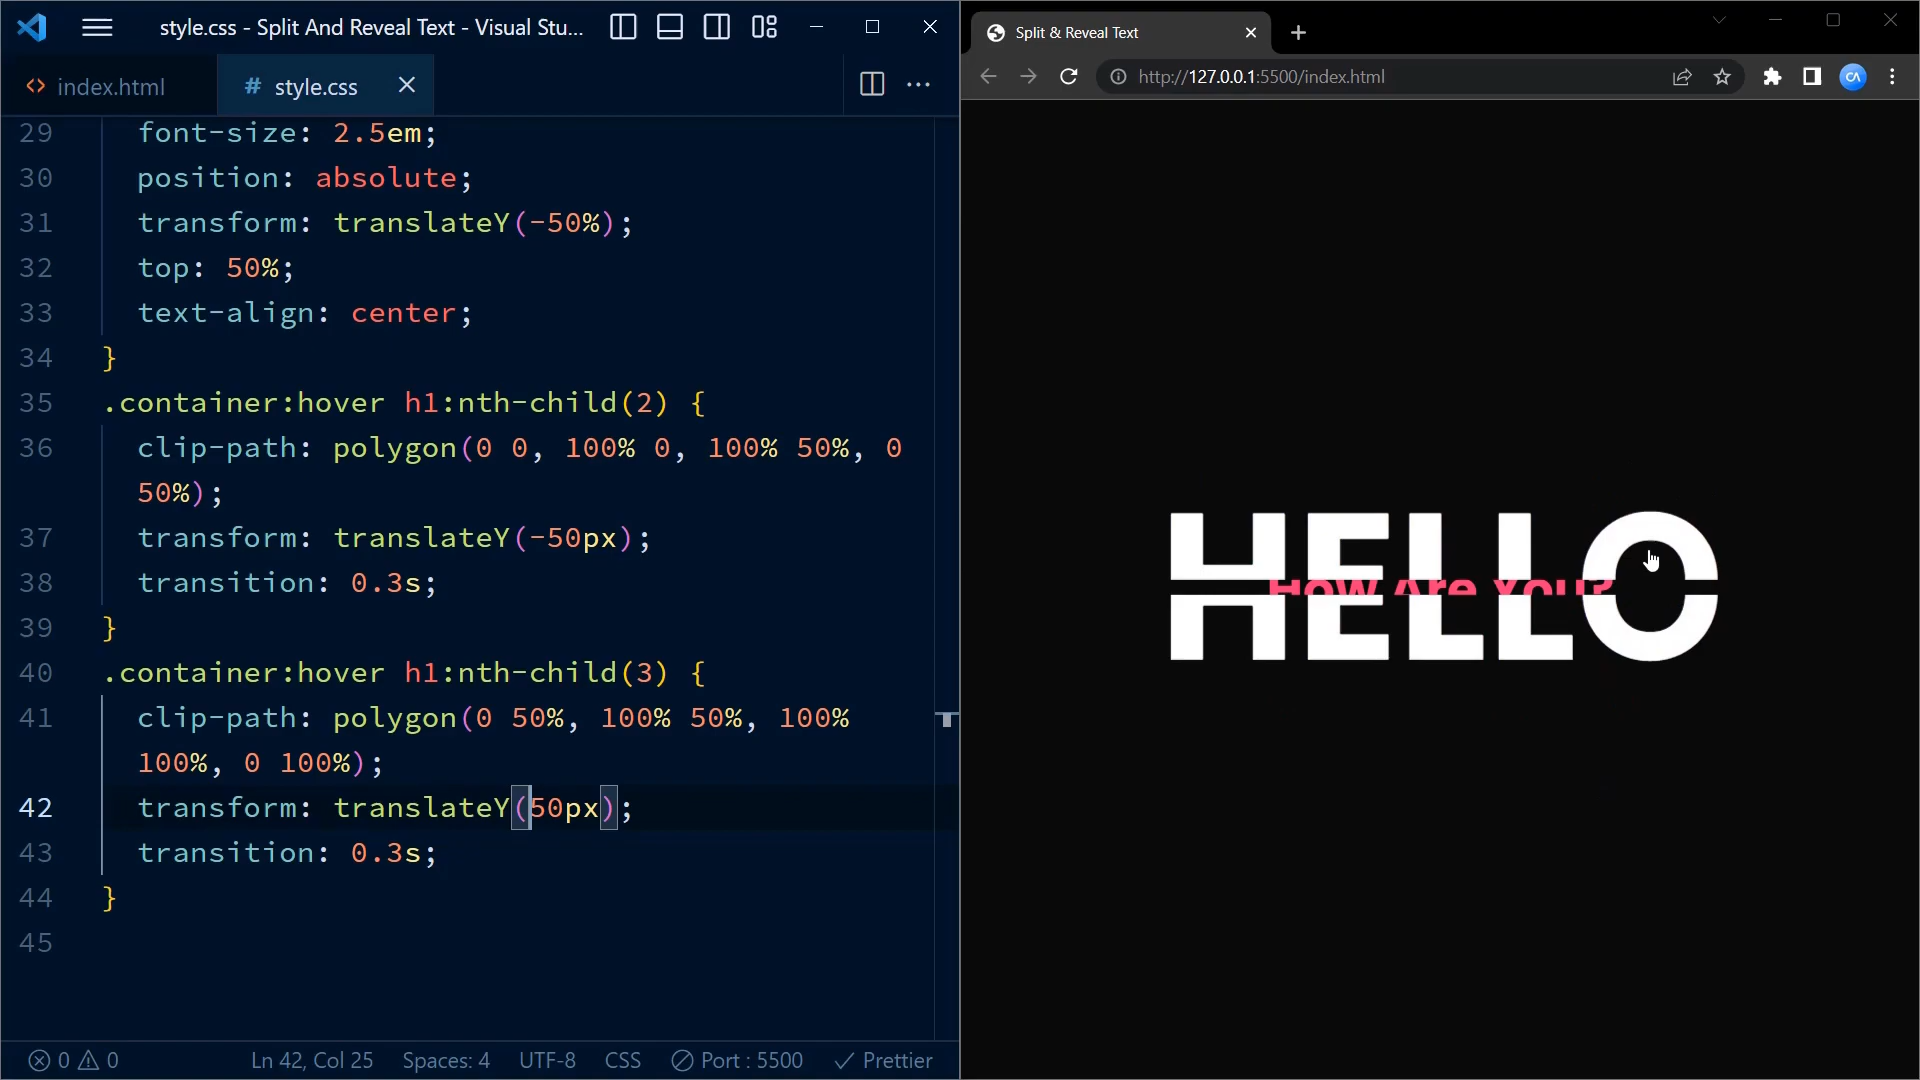 style.css - Split And Reveal Text - Visual Stu...
<> index.html
# style.css
29 font-size: 2.5em;
30 position: absolute;
31 transform: translateY(-50%);
32 top: 50%;
33 text-align: center;
34 }
35 .container:hover h1:nth-child(2) {
36 clip-path: polygon(0 0, 100% 0, 100% 50%, 0
50%);
37 transform: translateY(-50px);
38 transition: 0.3s;
39 }
40 .container:hover h1:nth-child(3) {
41 clip-path: polygon(0 50%, 100% 50%, 100%
100%, 0 100%);
42 transform: translateY(50px);
43 transition: 0.3s;
44 }
45
0 0 Ln 42, Col 25 Spaces: 4 UTF-8 CSS Port : 5500 Prettier
Split & Reveal Text
http://127.0.0.1:5500/index.html
CA
HELLO
How Are You?